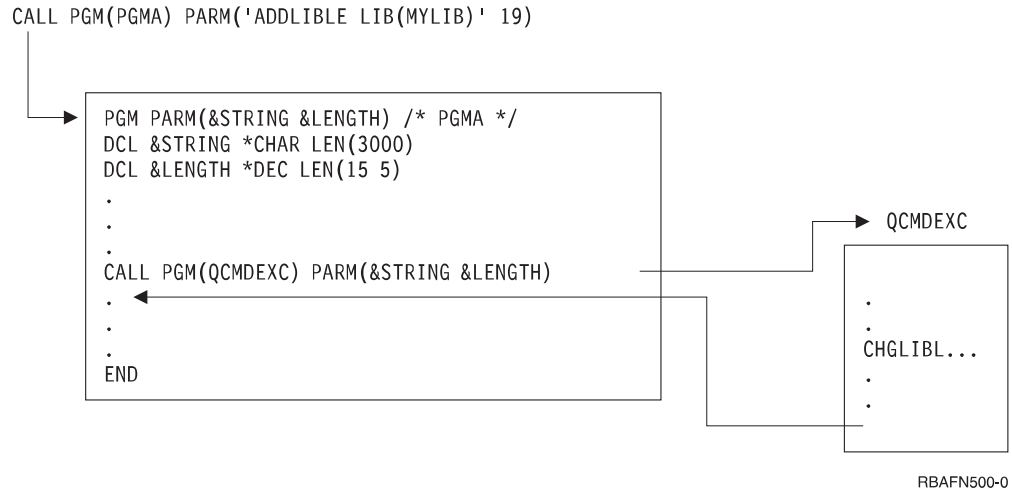 CALL PGM(PGMA) PARM('ADDLIBLE LIB(MYLIB)' 19)
PGM PARM(&STRING &LENGTH) /* PGMA */
DCL &STRING *CHAR LEN(3000)
DCL &LENGTH *DEC LEN(15 5)
.
.
.
CALL PGM(QCMDEXC) PARM(&STRING &LENGTH)
.
.
.
END
QCMDEXC
.
.
CHGLIBL...
.
.
RBAFN500-0